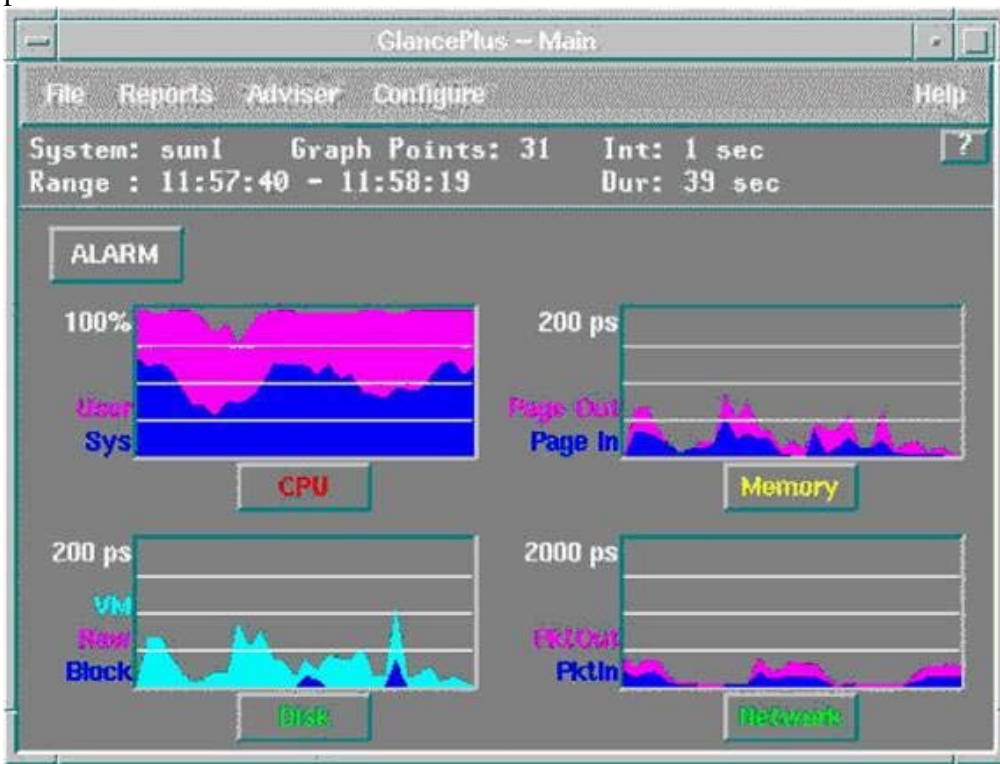 p
GlancePlus - Main
File Reports Adviser Configure Help
System: sun1 Graph Points: 31 Int: 1 sec ?
Range : 11:57:40 - 11:58:19 Dur: 39 sec
ALARM
100% 200 ps
User Page Out
Sys Page In
CPU Memory
200 ps 2000 ps
VM
Raw PktOut
Block PktIn
Disk Network